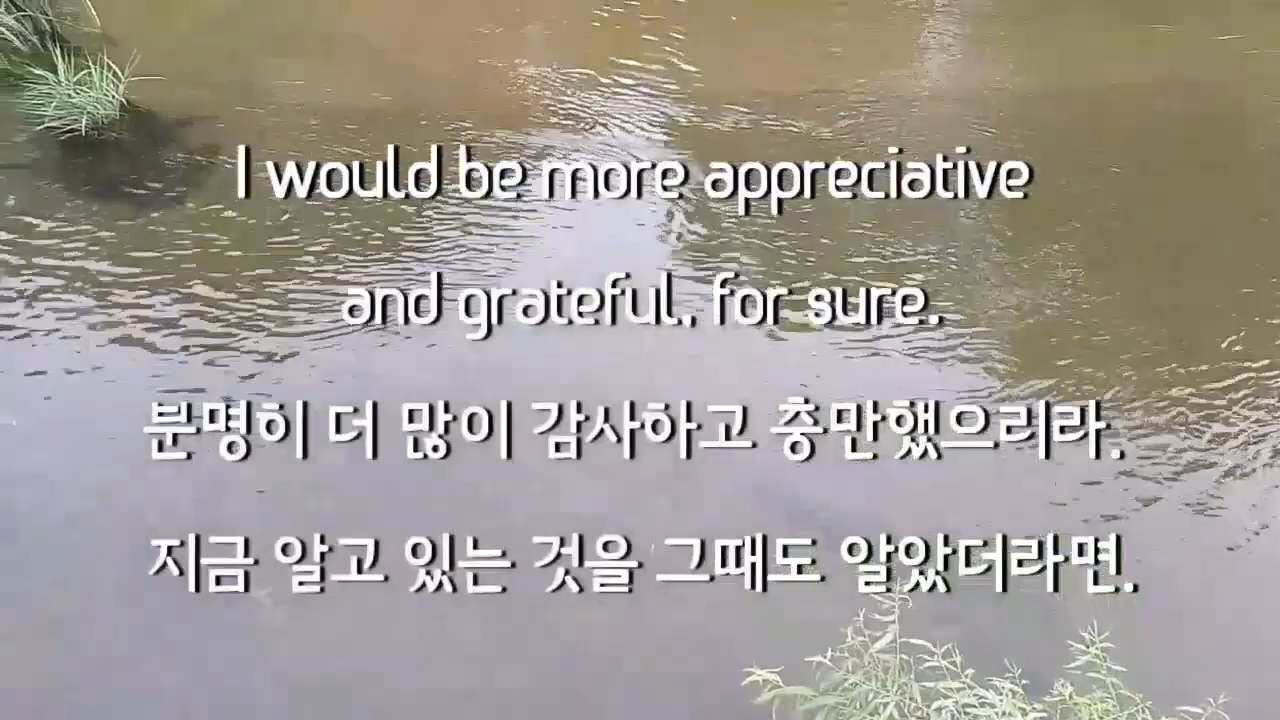 I would be more appreciative
and grateful, for sure.
분명히 더 많이 감사하고 충만했으리라.
지금 알고 있는 것을 그때도 알았더라면.